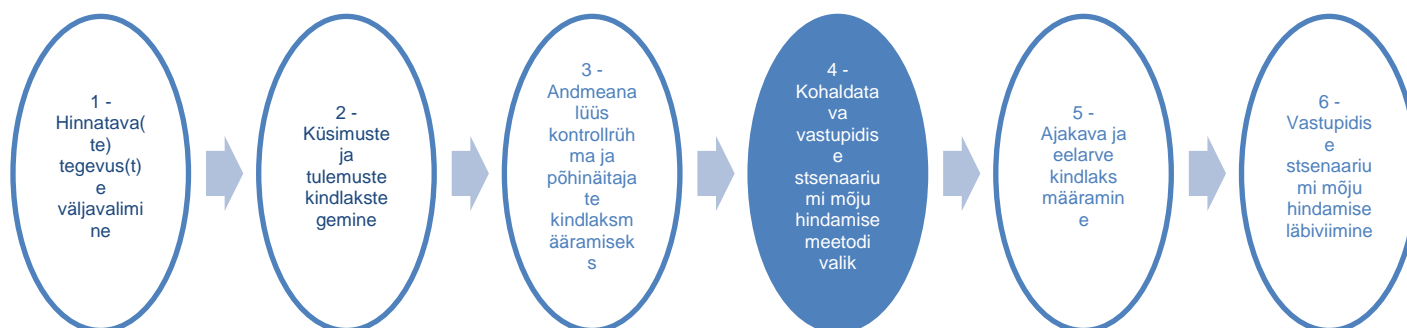 1 -
Hinnatava(
te)
tegevus(t)
e
väljavalimi
ne
2 -
Küsimuste
ja
tulemuste
kindlakste
gemine
3 -
Andmeana
lüüs
kontrollrüh
ma ja
põhinäitaja
te
kindlaksm
ääramisek
s
4 -
Kohaldata
va
vastupidis
e
stsenaariu
mi mõju
hindamise
meetodi
valik
5 -
Ajakava ja
eelarve
kindlaks
määramin
e
6 -
Vastupidis
e
stsenaariu
mi mõju
hindamise
läbiviimine